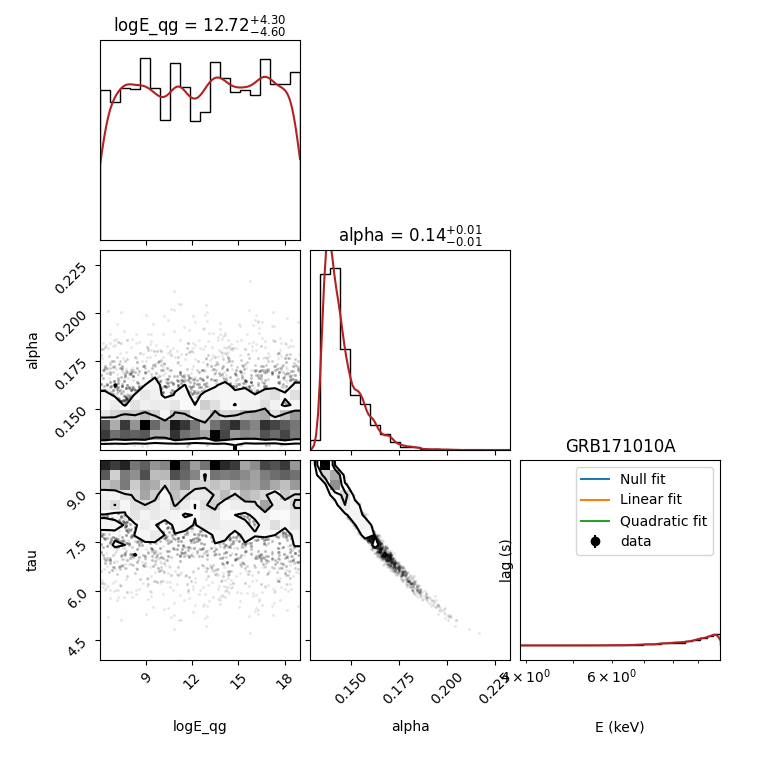 logE_qg = 12.72+4.30−4.60
alpha = 0.14+0.01−0.01
alpha
0.225
0.200
0.175
0.150
GRB171010A
tau
9.0
7.5
6.0
4.5
lag (s)
Null fit
Linear fit
Quadratic fit
data
9
12
15
18
0.150
0.175
0.200
0.225
4 × 10⁰
6 × 10⁰
logE_qg
alpha
E (keV)